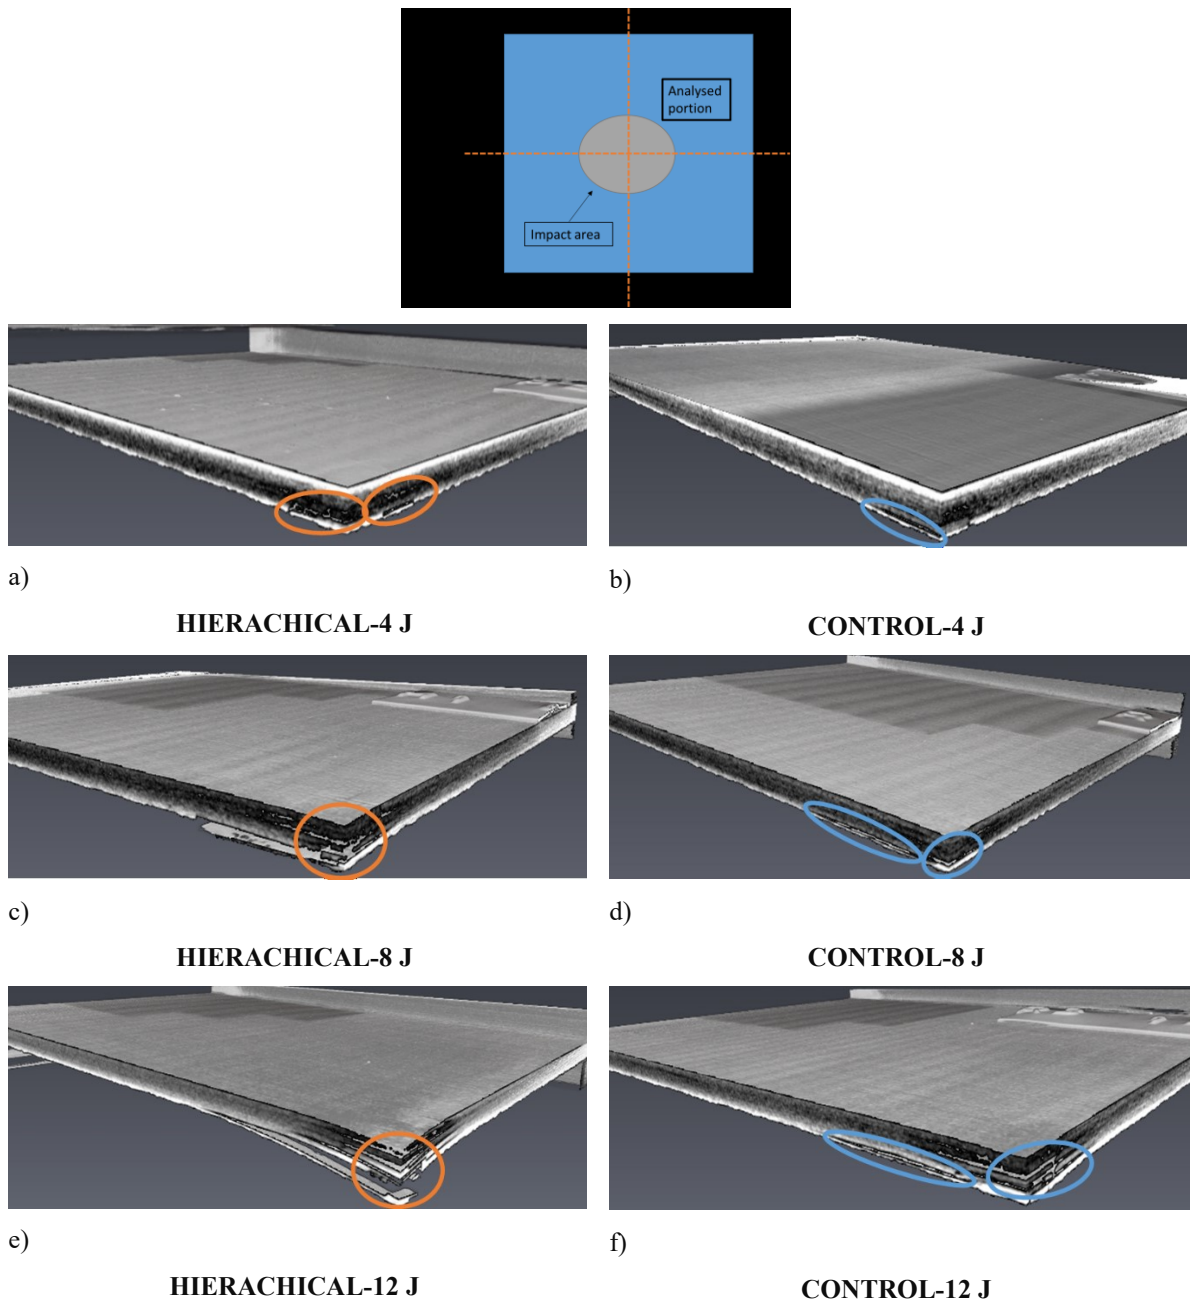 Analysed
portion
Impact area
a)
b)
HIERACHICAL-4 J
CONTROL-4 J
c)
d)
HIERACHICAL-8 J
CONTROL-8 J
e)
f)
HIERACHICAL-12 J
CONTROL-12 J